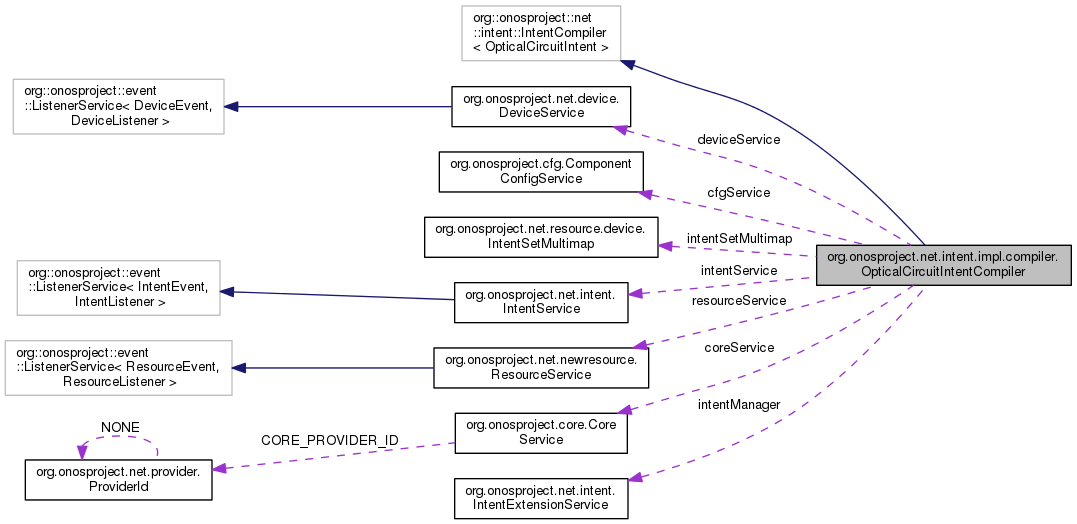 org::onosproject::net
::intent::IntentCompiler
< OpticalCircuitIntent >
org::onosproject::event
::ListenerService< DeviceEvent,
DeviceListener >
org.onosproject.net.device.
DeviceService
deviceService
org.onosproject.cfg.Component
ConfigService
cfgService
org.onosproject.net.resource.device.
IntentSetMultimap
intentSetMultimap
org.onosproject.net.intent.impl.compiler.
OpticalCircuitIntentCompiler
org::onosproject::event
::ListenerService< IntentEvent,
IntentListener >
org.onosproject.net.intent.
IntentService
intentService
resourceService
org::onosproject::event
::ListenerService< ResourceEvent,
ResourceListener >
org.onosproject.net.newresource.
ResourceService
coreService
intentManager
org.onosproject.core.Core
Service
NONE
CORE_PROVIDER_ID
org.onosproject.net.provider.
ProviderId
org.onosproject.net.intent.
IntentExtensionService